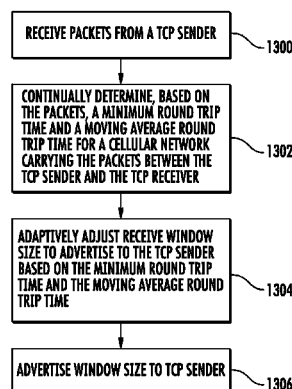 RECEIVE PACKETS FROM A TCP SENDER
1300
CONTINUALLY DETERMINE, BASED ON
THE PACKETS, A MINIMUM ROUND TRIP
TIME AND A MOVING AVERAGE ROUND
TRIP TIME FOR A CELLULAR NETWORK
CARRYING THE PACKETS BETWEEN THE
TCP SENDER AND THE TCP RECEIVER
1302
ADAPTIVELY ADJUST RECEIVE WINDOW
SIZE TO ADVERTISE TO THE TCP SENDER
BASED ON THE MINIMUM ROUND TRIP
TIME AND THE MOVING AVERAGE ROUND
TRIP TIME
1304
ADVERTISE WINDOW SIZE TO TCP SENDER
1306